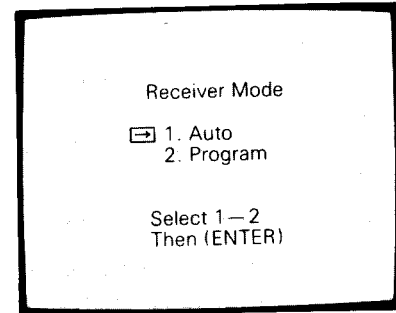 Receiver Mode
→ 1. Auto
2. Program
Select 1–2
Then (ENTER)